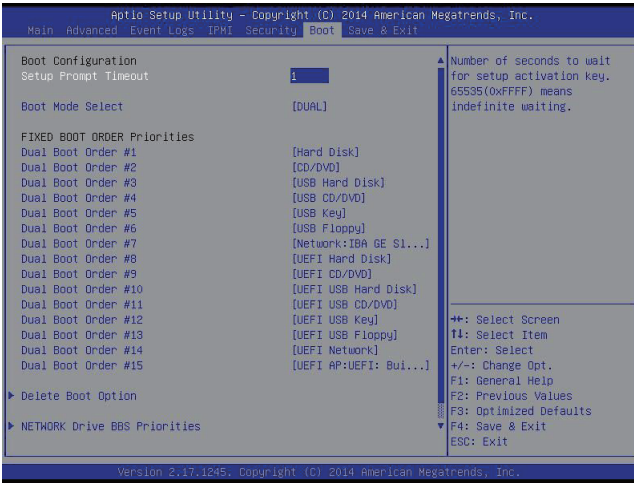 Aptio Setup Utility - Copyright (C) 2014 American Megatrends, Inc.
Main Advanced Event Logs IPMI Security Boot Save & Exit
Boot Configuration
Setup Prompt Timeout 1
Boot Mode Select [DUAL]
FIXED BOOT ORDER Priorities
Dual Boot Order #1 [Hard Disk]
Dual Boot Order #2 [CD/DVD]
Dual Boot Order #3 [USB Hard Disk]
Dual Boot Order #4 [USB CD/DVD]
Dual Boot Order #5 [USB Key]
Dual Boot Order #6 [USB Floppy]
Dual Boot Order #7 [Network:IBA GE Sl...]
Dual Boot Order #8 [UEFI Hard Disk]
Dual Boot Order #9 [UEFI CD/DVD]
Dual Boot Order #10 [UEFI USB Hard Disk]
Dual Boot Order #11 [UEFI USB CD/DVD]
Dual Boot Order #12 [UEFI USB Key]
Dual Boot Order #13 [UEFI USB Floppy]
Dual Boot Order #14 [UEFI Network]
Dual Boot Order #15 [UEFI AP:UEFI: Bui...]
Delete Boot Option
NETWORK Drive BBS Priorities
Number of seconds to wait
for setup activation key.
65535(0xFFFF) means
indefinite waiting.
→←: Select Screen
↑↓: Select Item
Enter: Select
+/-: Change Opt.
F1: General Help
F2: Previous Values
F3: Optimized Defaults
F4: Save & Exit
ESC: Exit
Version 2.17.1245. Copyright (C) 2014 American Megatrends, Inc.